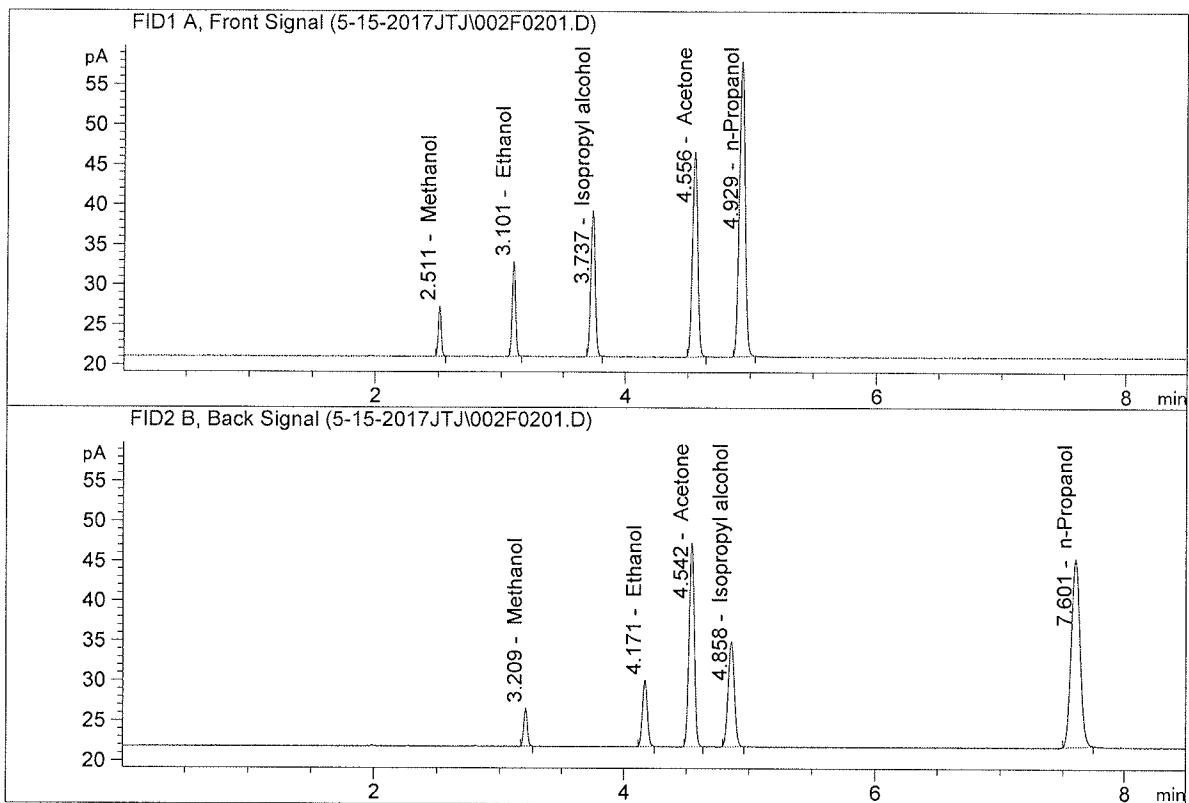 FID1 A, Front Signal (5-15-2017JTJ\002F0201.D)
pA
55
50
45
40
35
30
25
20
2.511 - Methanol
3.101 - Ethanol
3.737 - Isopropyl alcohol
4.556 - Acetone
4.929 - n-Propanol
2
4
6
8
min
FID2 B, Back Signal (5-15-2017JTJ\002F0201.D)
pA
55
50
45
40
35
30
25
20
3.209 - Methanol
4.171 - Ethanol
4.542 - Acetone
4.858 - Isopropyl alcohol
7.601 - n-Propanol
2
4
6
8
min